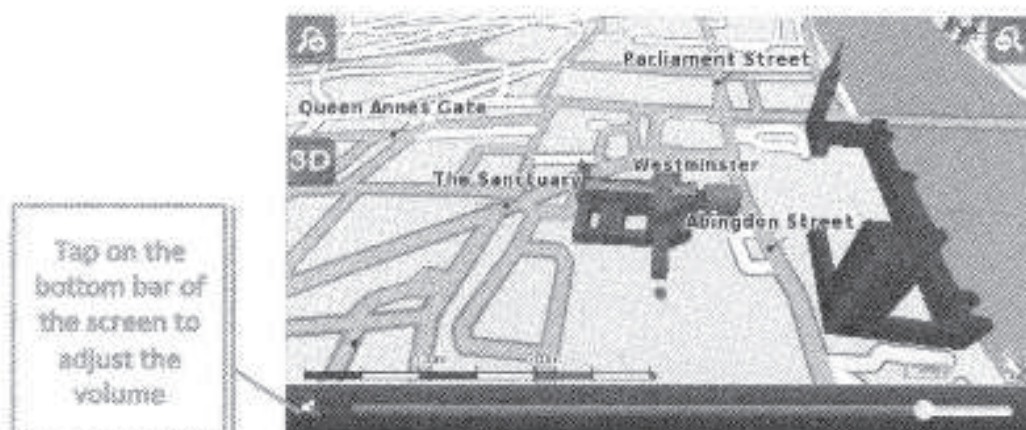 Parliament Street
Queen Annes Gate
3D
Westminster
The Sanctuary
Abingdon Street
Tap on the
bottom bar of
the screen to
adjust the
volume